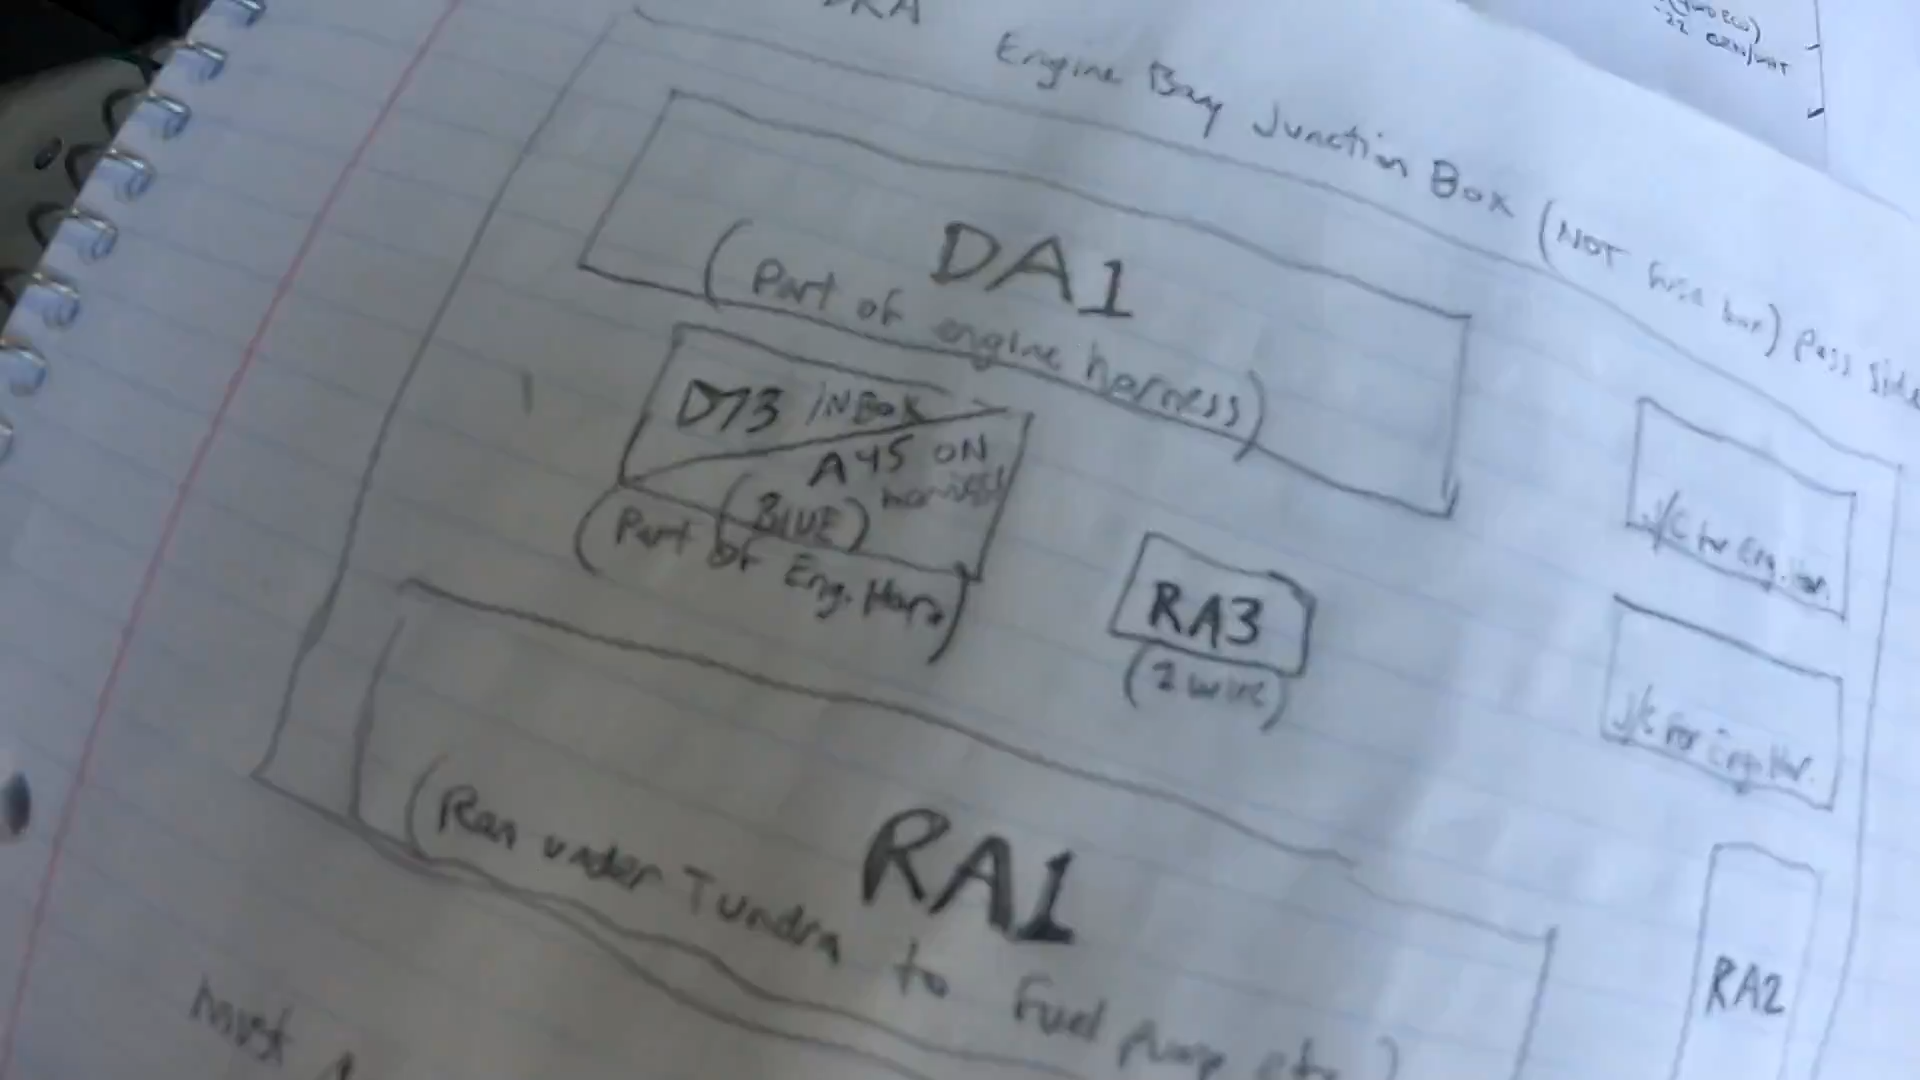 Engine Bay Junction Box (NOT fuse box) Pass side
DA1
(Part of engine harness)
D73 iNBOX
A45 ON
harness
(BLUE)
(Part of Eng. Harn)
RA3
(2 wire)
J/C for Eng. Har.
J/C for Eng. Har.
RA1
(Ran under Tundra to Fuel pump etc.)
RA2
must